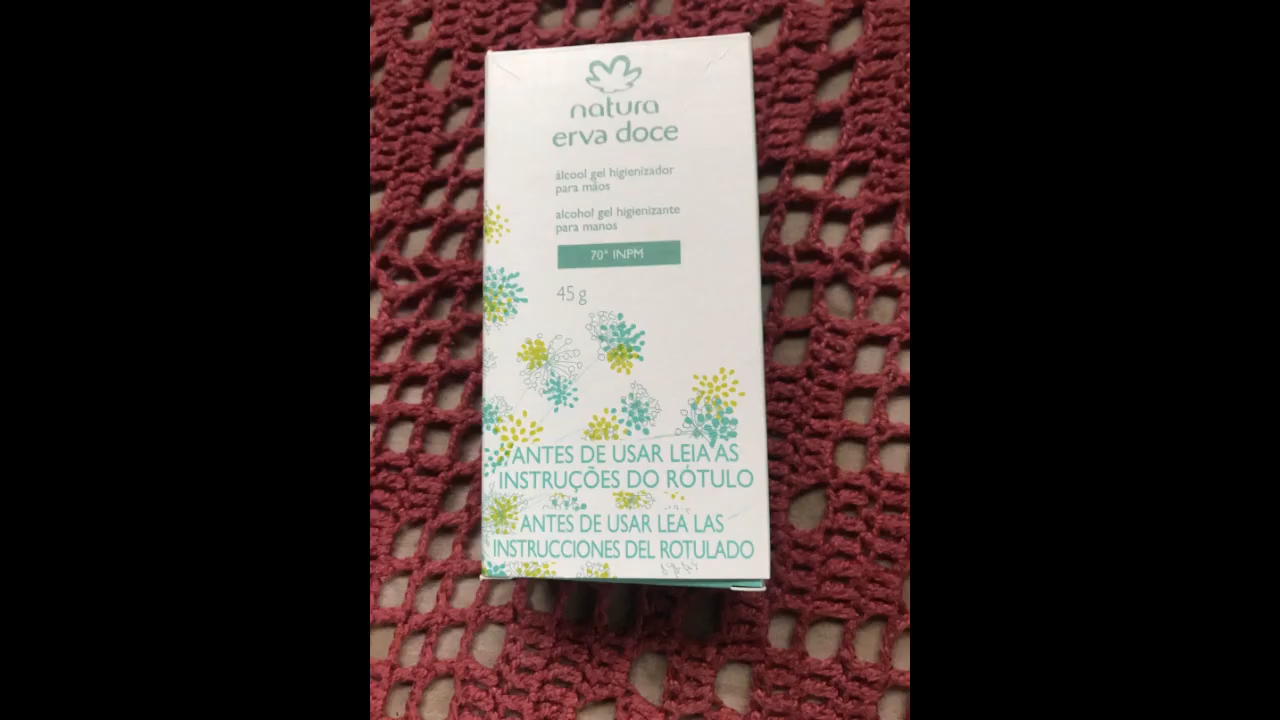 natura
erva doce
álcool gel higienizador
para mãos
alcohol gel higienizante
para manos
70° INPM
45 g
ANTES DE USAR LEIA AS
INSTRUÇÕES DO RÓTULO
ANTES DE USAR LEA LAS
INSTRUCCIONES DEL ROTULADO